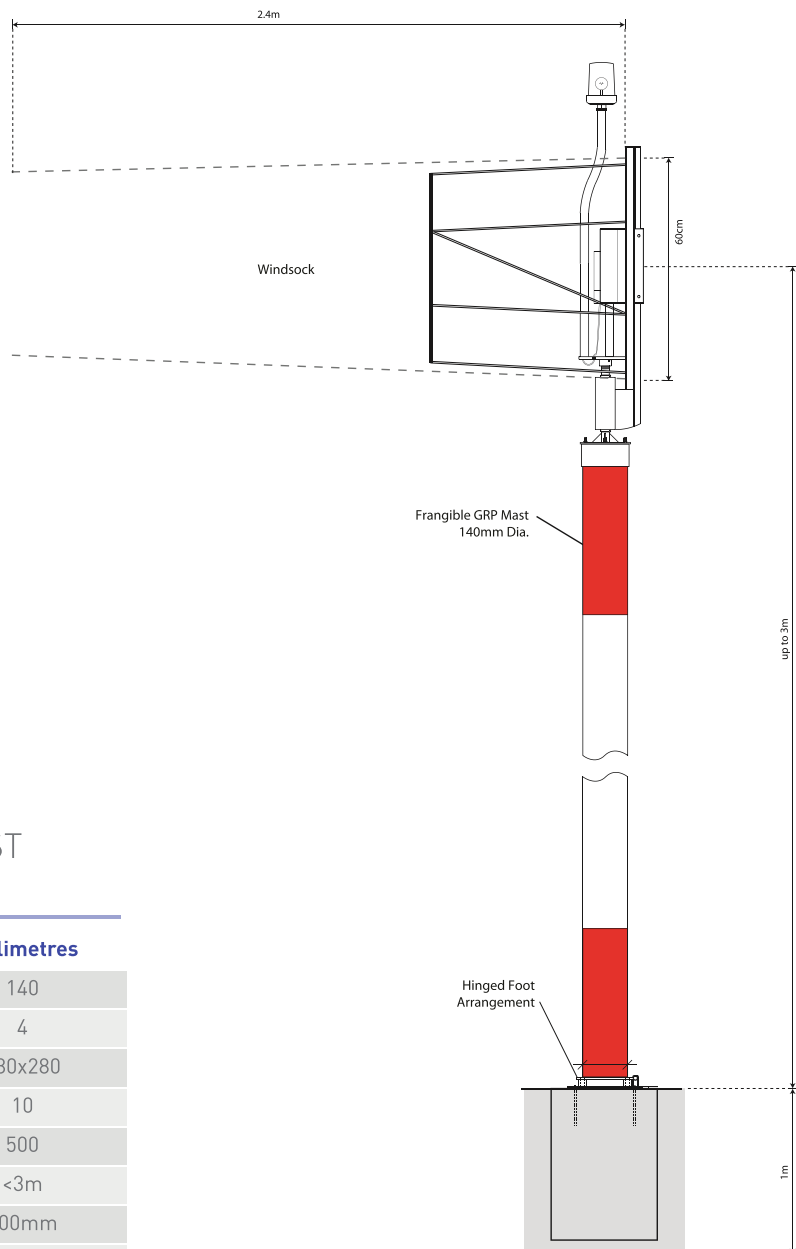 2.4m
60cm
Windsock
Frangible GRP Mast
140mm Dia.
up to 3m
Hinged Foot
Arrangement
1m
140
4
10
500
<3m